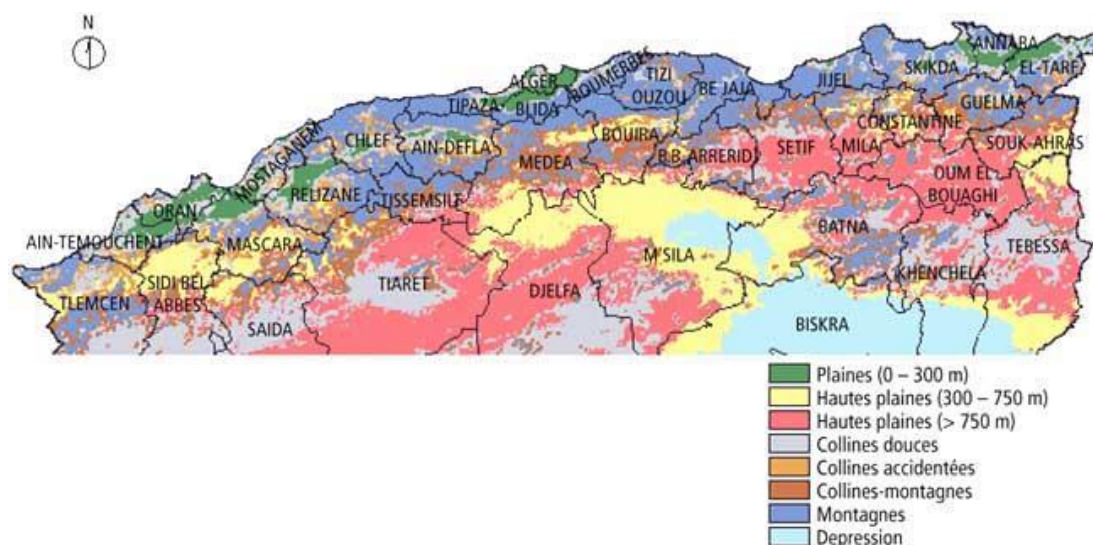 N
ANNABA
SKIKDA
EL-TARF
ALGER
BOUMERBES
TIZI
OUZOU
BE JAJA
JIJEL
TIPAZA
BLIDA
GUELMA
CONSTANTINE
CHLEF
AIN-DEFLA
BOUIRA
MEDEA
B.B. ARRERID
SETIF
MILA
SOUK-AHRAS
MOSTAGANEM
OUM EL
BOUAGHI
RELIZANE
TISSEMSILT
ORAN
BATNA
AIN-TEMOUCHENT
MASCARA
TEBESSA
M'SILA
KHENCHELA
SIDI BEL
ABBES
TLEMCEN
TIARET
DJELFA
SAIDA
BISKRA
Plaines (0 – 300 m)
Hautes plaines (300 – 750 m)
Hautes plaines (> 750 m)
Collines douces
Collines accidentées
Collines-montagnes
Montagnes
Depression